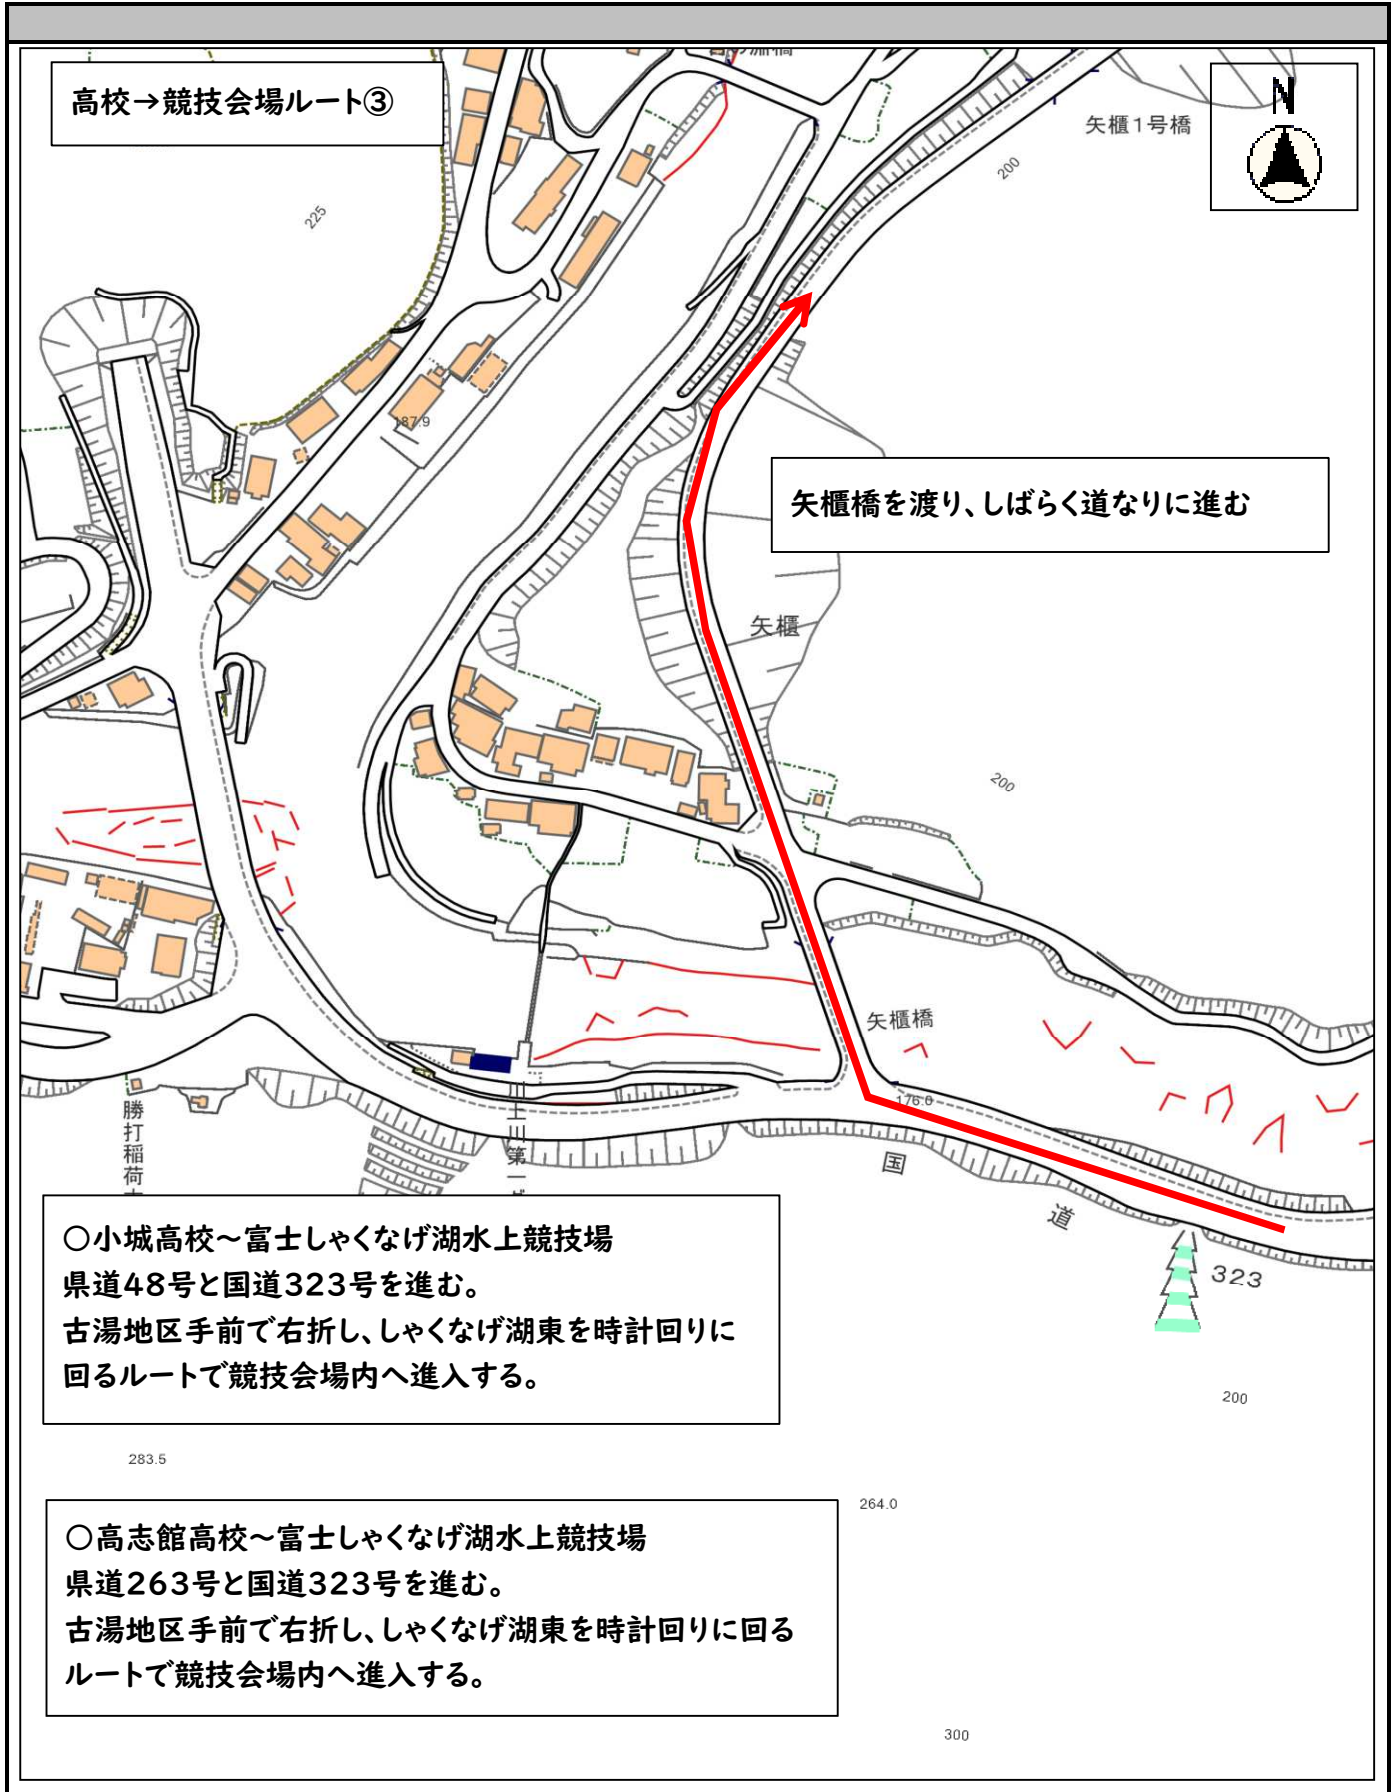 高校→競技会場ルート③
N
矢櫃1号橋
200
225
187.9
矢櫃橋を渡り、しばらく道なりに進む
矢櫃
200
矢櫃橋
176.0
勝打稲荷
川上川第一
国
道
323
○小城高校～富士しゃくなげ湖水上競技場
県道48号と国道323号を進む。
古湯地区手前で右折し、しゃくなげ湖東を時計回りに
回るルートで競技会場内へ進入する。
200
283.5
264.0
○高志館高校～富士しゃくなげ湖水上競技場
県道263号と国道323号を進む。
古湯地区手前で右折し、しゃくなげ湖東を時計回りに回る
ルートで競技会場内へ進入する。
300